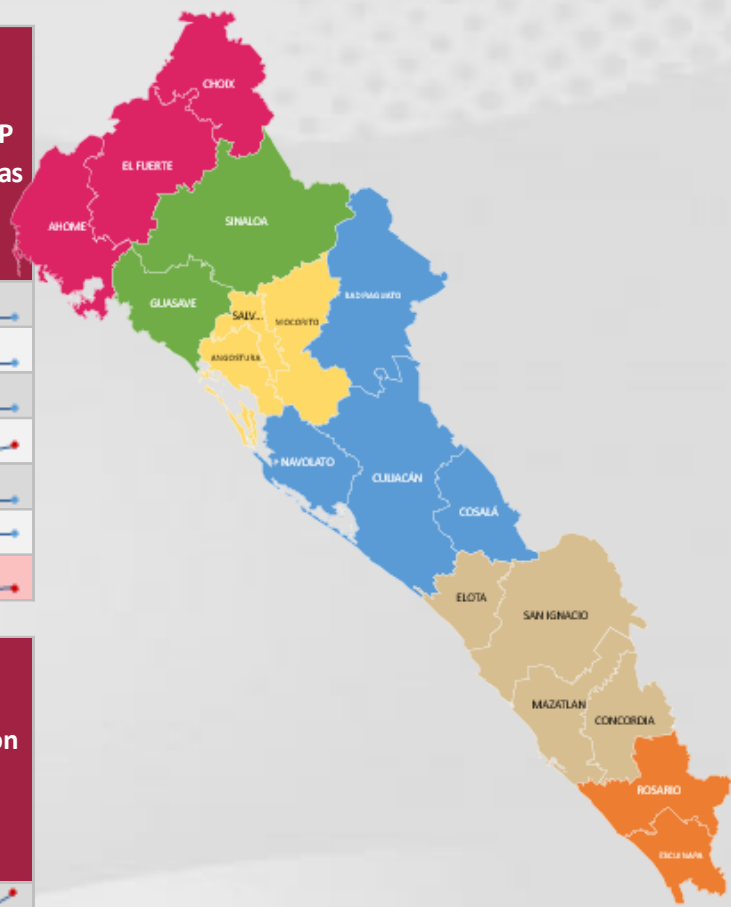 P
as
on
CHOIX
EL FUERTE
AHOME
SINALOA
GUASAVE
SALV...
MOCORITO
BADIRAGUATO
ANGOSTURA
NAVOLATO
CULIACÁN
COSALÁ
ELOTA
SAN IGNACIO
MAZATLAN
CONCORDIA
ROSARIO
ESCUINAPA